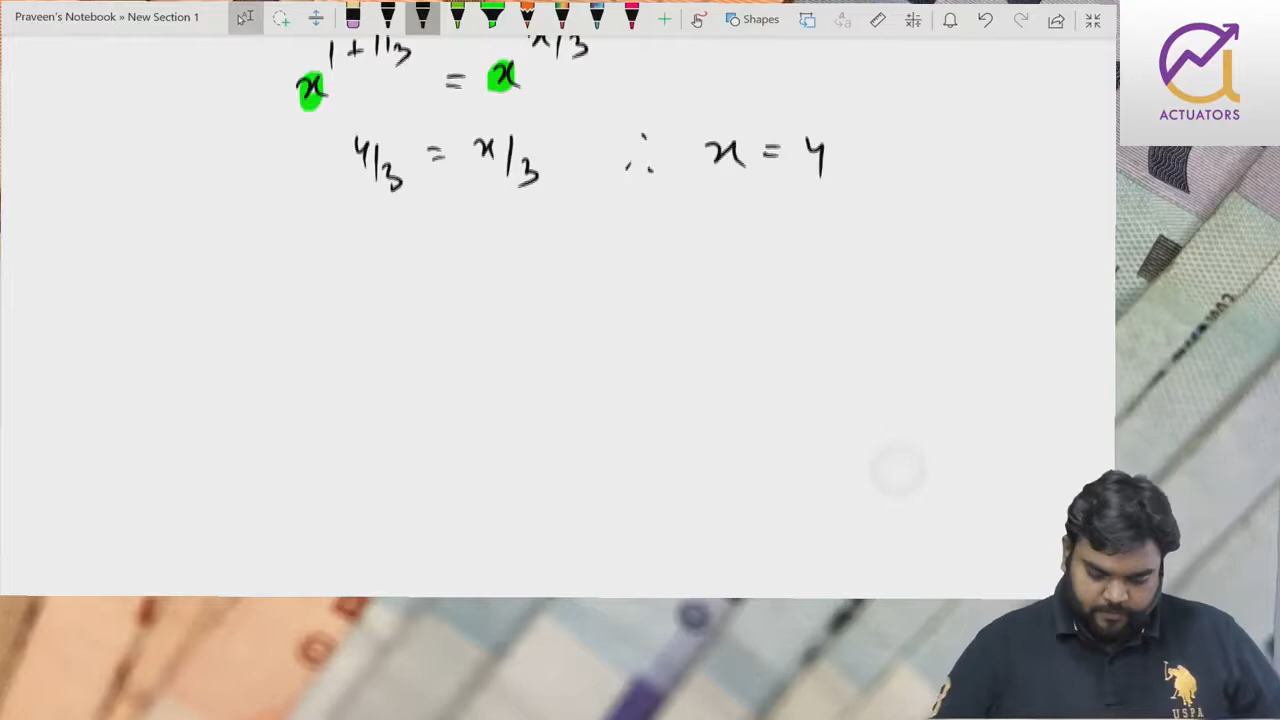 Praveen's Notebook » New Section 1
Shapes
ACTUATORS
x^{1+1/3} = x^{x/3}
4/3 = x/3 ∴ x = 4
USPA